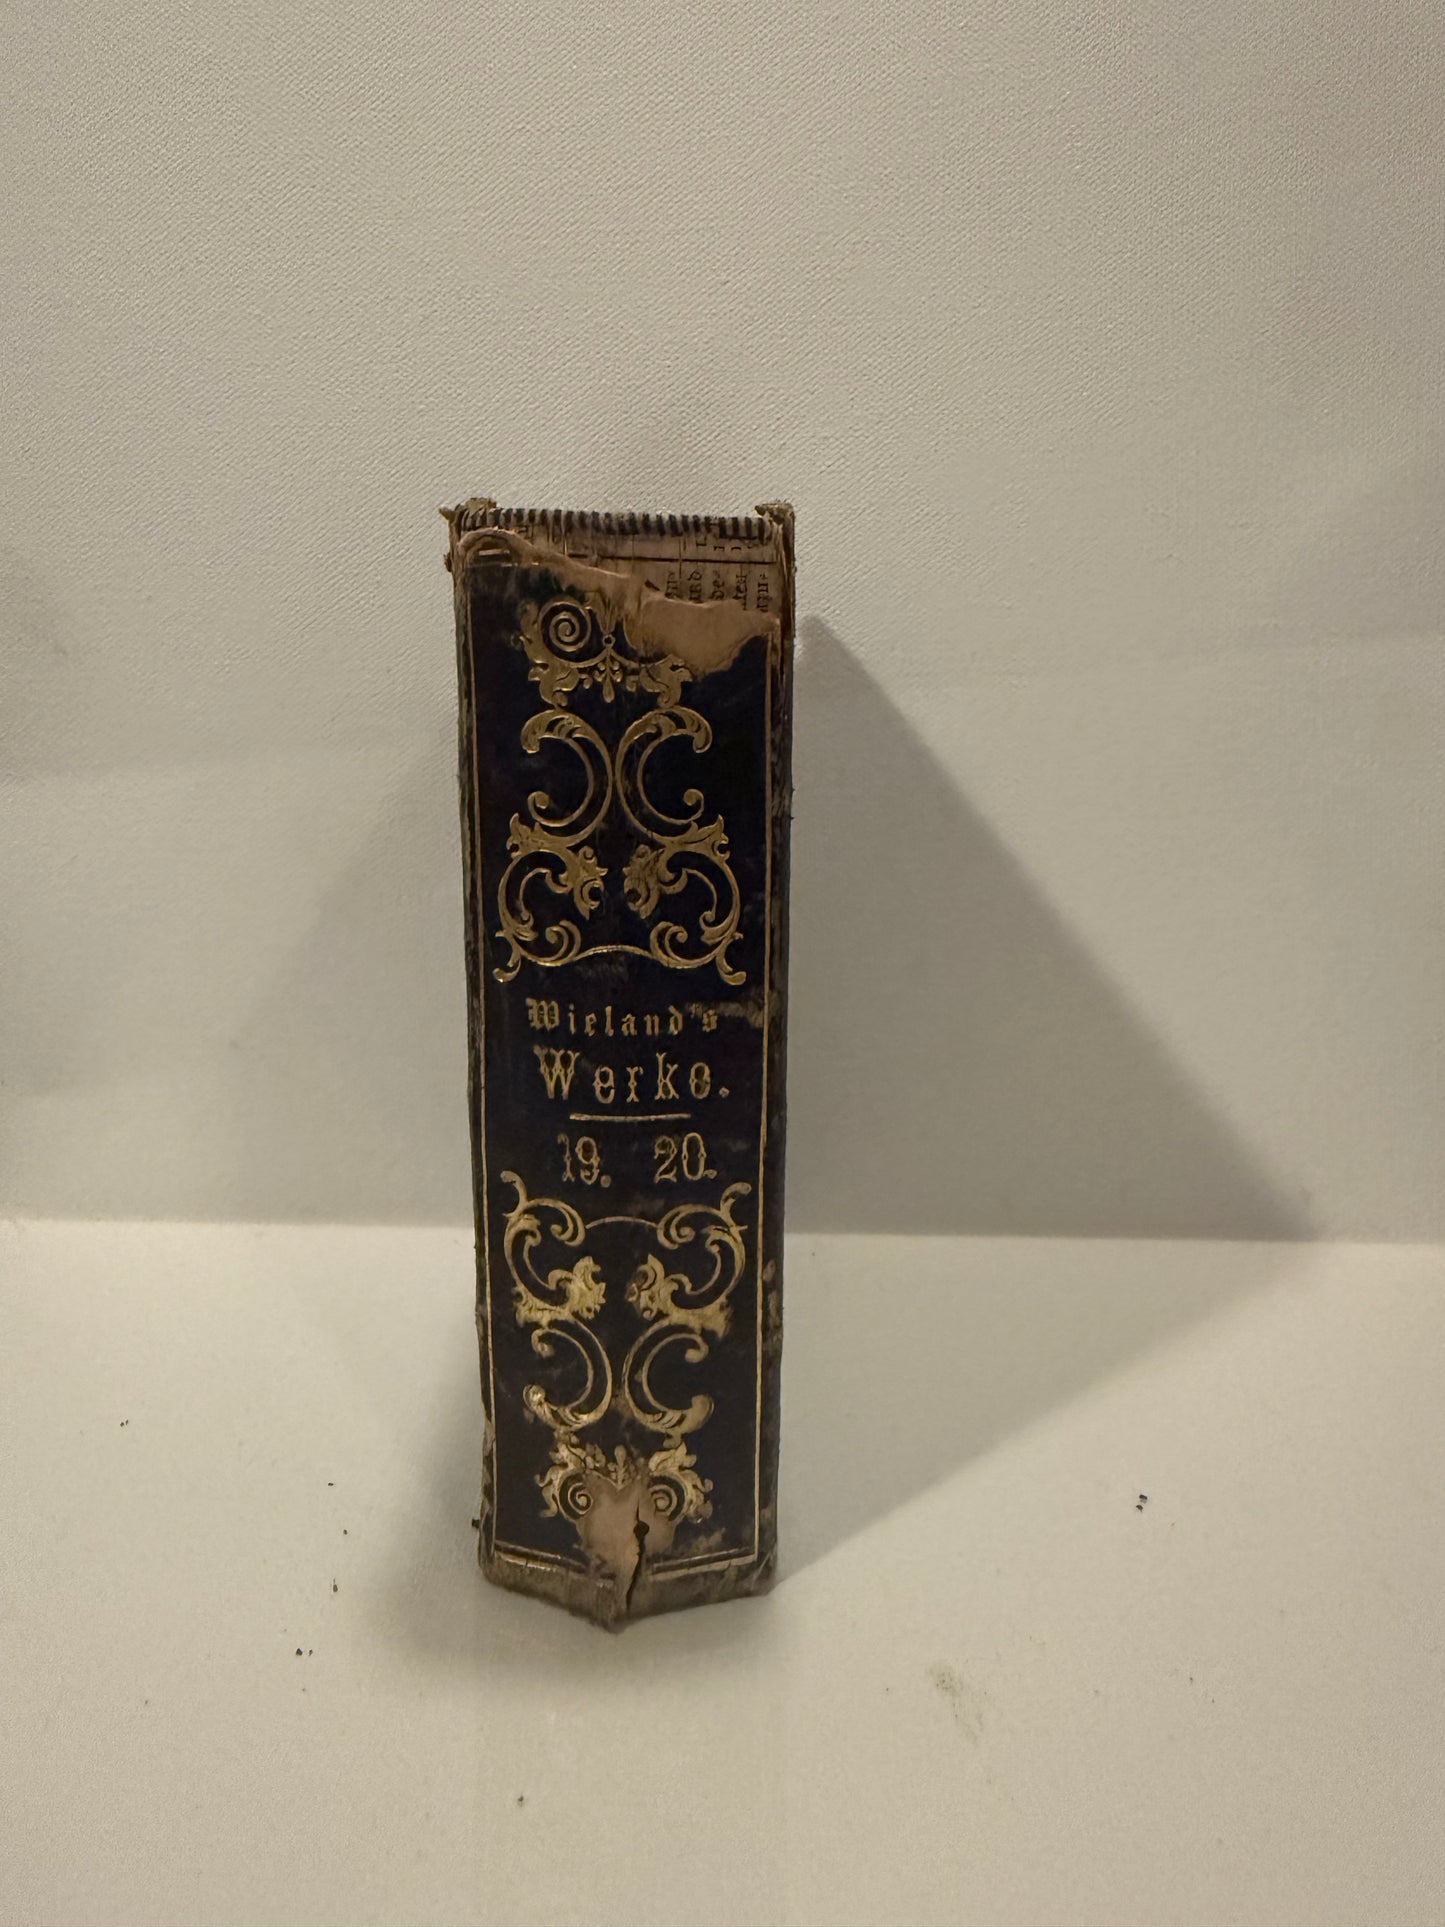 Wieland's
Werke.
19. 20.